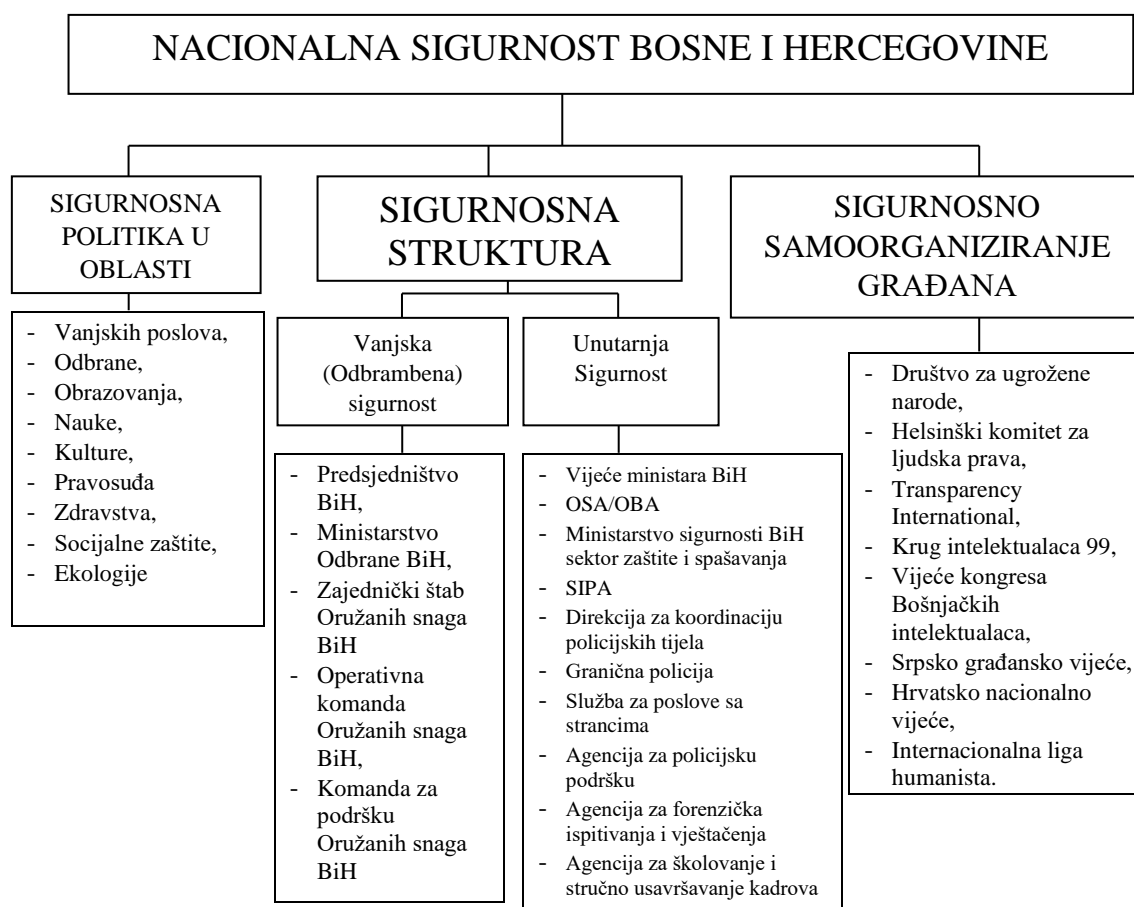 NACIONALNA SIGURNOST BOSNE I HERCEGOVINE
SIGURNOSNA
POLITIKA U
OBLASTI
- Vanjskih poslova,
- Odbrane,
- Obrazovanja,
- Nauke,
- Kulture,
- Pravosuđa
- Zdravstva,
- Socijalne zaštite,
- Ekologije
SIGURNOSNA
STRUKTURA
Vanjska
(Odbrambena)
sigurnost
- Predsjedništvo
BiH,
- Ministarstvo
Odbrane BiH,
- Zajednički štab
Oružanih snaga
BiH
- Operativna
komanda
Oružanih snaga
BiH,
- Komanda za
podršku
Oružanih snaga
BiH
Unutarnja
Sigurnost
- Vijeće ministara BiH
- OSA/OBA
- Ministarstvo sigurnosti BiH
sektor zaštite i spašavanja
- SIPA
- Direkcija za koordinaciju
policijskih tijela
- Granična policija
- Služba za poslove sa
strancima
- Agencija za policijsku
podršku
- Agencija za forenzička
ispitivanja i vještačenja
- Agencija za školovanje i
stručno usavršavanje kadrova
SIGURNOSNO
SAMOORGANIZIRANJE
GRAĐANA
- Društvo za ugrožene
narode,
- Helsinški komitet za
ljudska prava,
- Transparency
International,
- Krug intelektualaca 99,
- Vijeće kongresa
Bošnjačkih
intelektualaca,
- Srpsko građansko vijeće,
- Hrvatsko nacionalno
vijeće,
- Internacionalna liga
humanista.